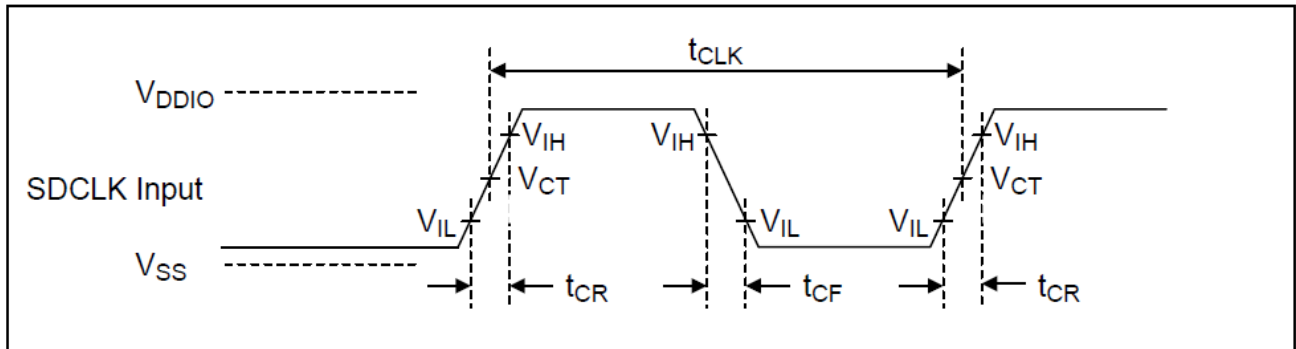 tCLK
VDDIO
VIH VIH VIH
SDCLK Input VCT VCT
VIL VIL VIL
VSS
tCR tCF tCR